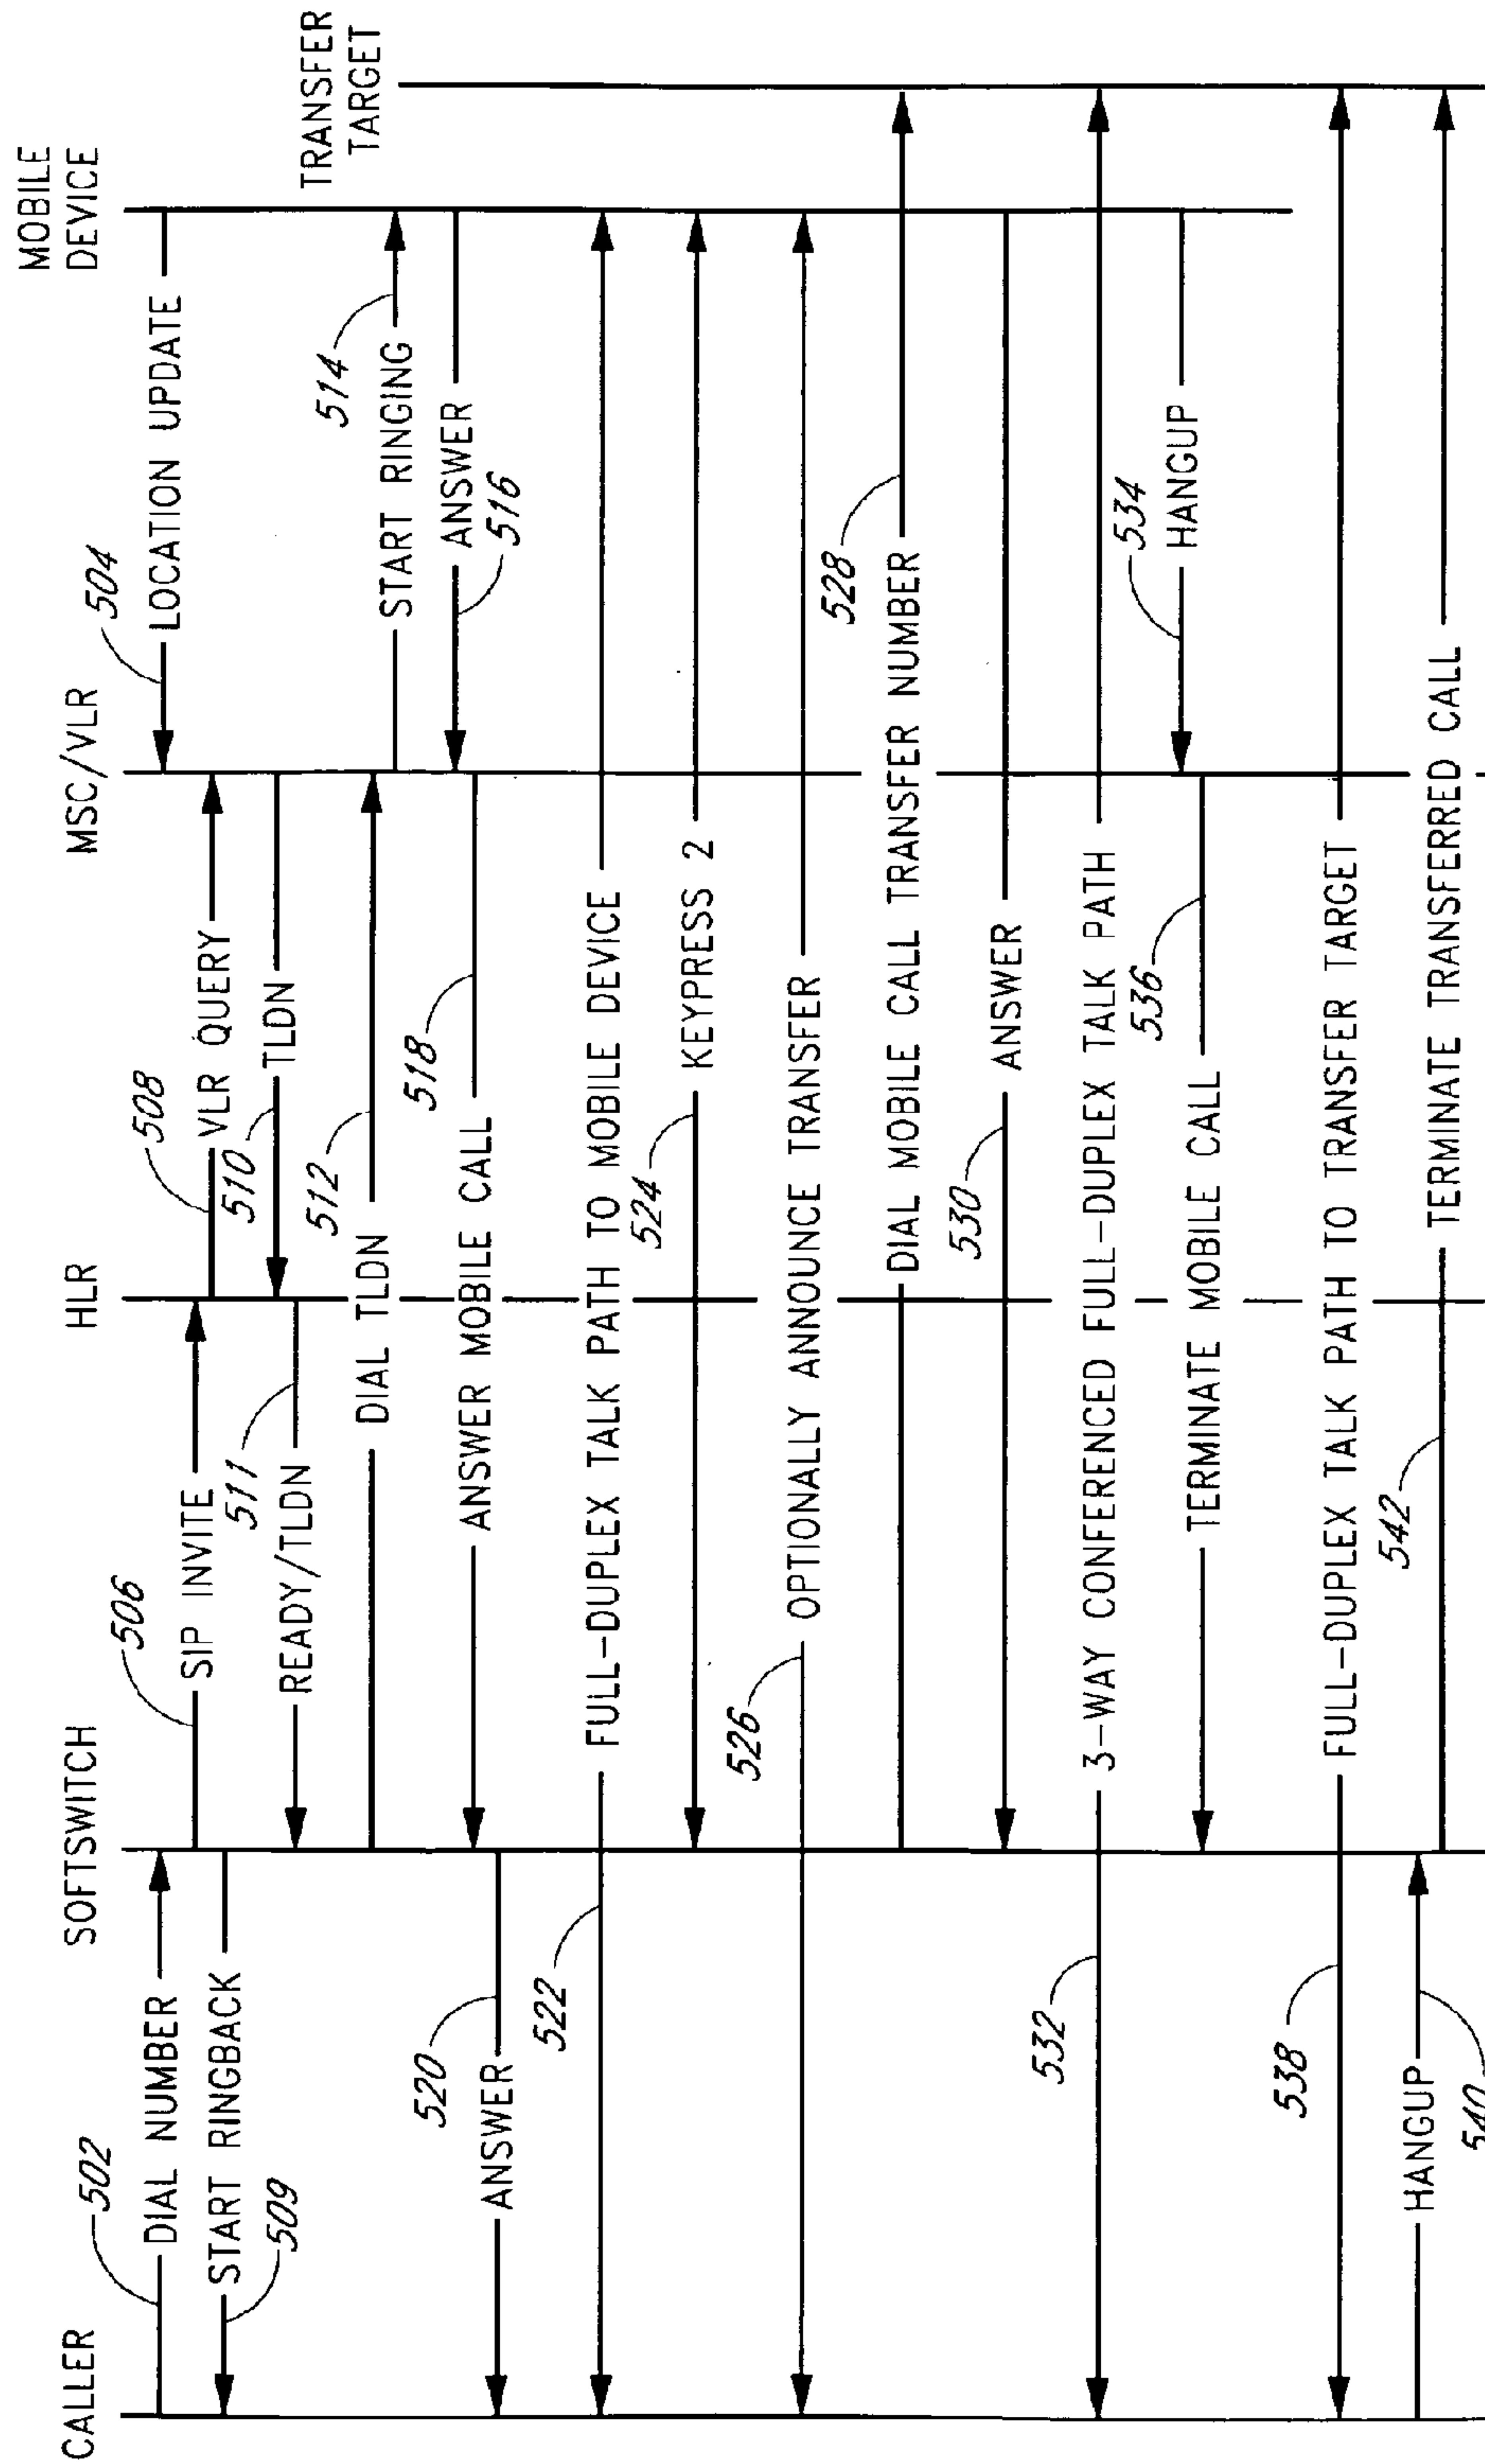 CALLER
SOFTSWITCH
HLR
MSC/VLR
MOBILE
DEVICE
TRANSFER
TARGET
504
LOCATION UPDATE
502
DIAL NUMBER
506
SIP INVITE
508
VLR QUERY
START RINGBACK
509
510
TLDN
511
READY/TLDN
512
DIAL TLDN
514
START RINGING
ANSWER
516
518
ANSWER MOBILE CALL
520
ANSWER
522
FULL-DUPLEX TALK PATH TO MOBILE DEVICE
524
KEYPRESS 2
526
OPTIONALLY ANNOUNCE TRANSFER
528
DIAL MOBILE CALL TRANSFER NUMBER
530
ANSWER
532
3-WAY CONFERENCED FULL-DUPLEX TALK PATH
534
HANGUP
536
TERMINATE MOBILE CALL
538
FULL-DUPLEX TALK PATH TO TRANSFER TARGET
HANGUP
540
542
TERMINATE TRANSFERRED CALL